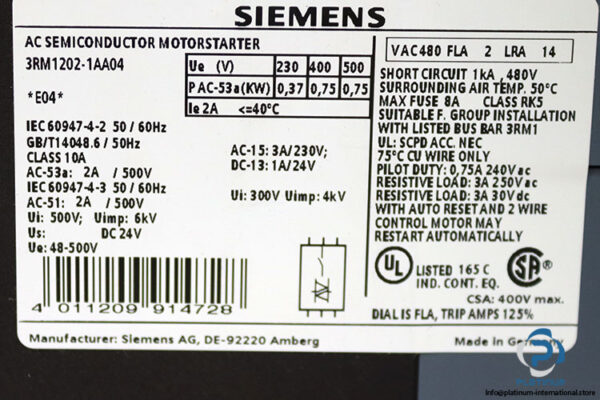 SIEMENS
AC SEMICONDUCTOR MOTORSTARTER
3RM1202-1AA04
*E04*
Ue (V) 230 400 500
P AC-53a(KW) 0,37 0,75 0,75
Ie 2A <=40°C
IEC 60947-4-2 50 / 60Hz
GB/T14048.6 / 50Hz
CLASS 10A
AC-53a: 2A / 500V
IEC 60947-4-3 50 / 60Hz
AC-51: 2A / 500V
Ui: 500V; Uimp: 6kV
Us: DC 24V
Ue: 48-500V
AC-15: 3A/230V;
DC-13: 1A/24V
Ui: 300V Uimp: 4kV
4 011209 914728
VAC480 FLA 2 LRA 14
SHORT CIRCUIT 1kA , 480V
SURROUNDING AIR TEMP. 50°C
MAX FUSE 8A CLASS RK5
SUITABLE F. GROUP INSTALLATION
WITH LISTED BUS BAR 3RM1
UL: SCPD ACC. NEC
75°C CU WIRE ONLY
PILOT DUTY: 0,75A 240Vac
RESISTIVE LOAD: 3A 250Vac
RESISTIVE LOAD: 3A 30Vdc
WITH AUTO RESET AND 2 WIRE
CONTROL MOTOR MAY
RESTART AUTOMATICALLY
UL LISTED 165 C
IND. CONT. EQ.
SA
CSA: 400V max.
DIAL IS FLA, TRIP AMPS 125%
Manufacturer: Siemens AG, DE-92220 Amberg
Made in Germany
info@platinum-international.store